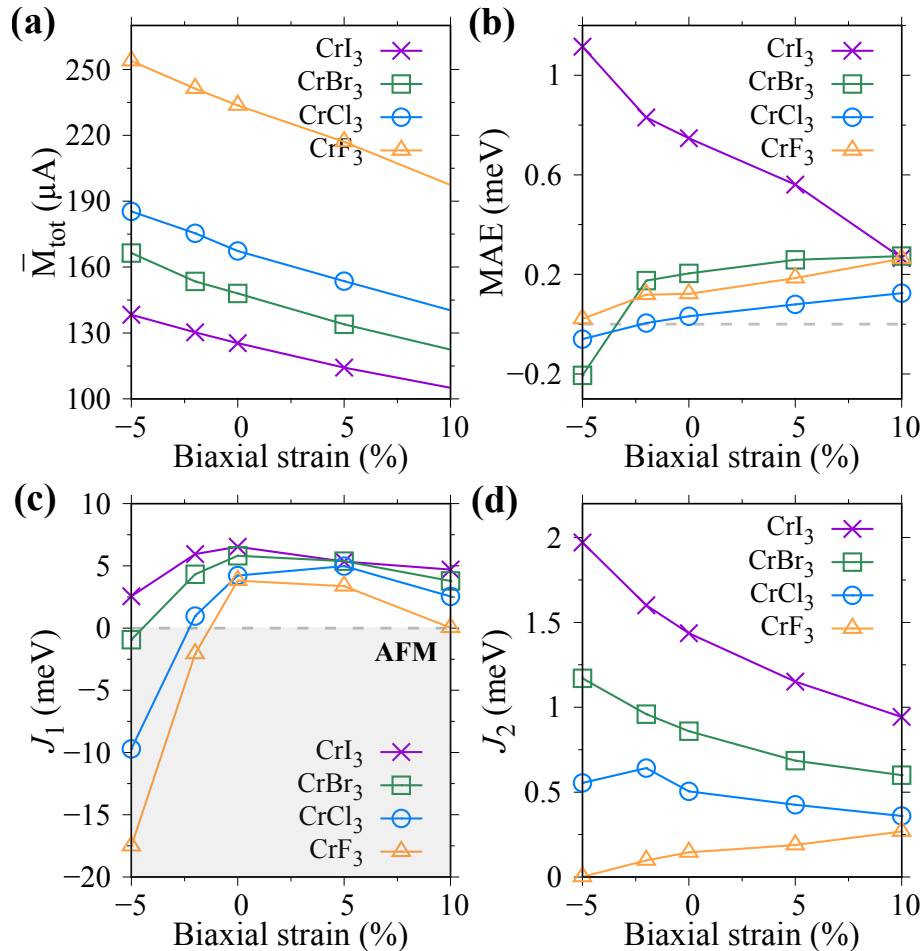 (a)
M̄tot (μA)
250
220
190
160
130
100
CrI3
CrBr3
CrCl3
CrF3
−5
0
5
10
Biaxial strain (%)
(b)
MAE (meV)
1
0.6
0.2
−0.2
CrI3
CrBr3
CrCl3
CrF3
−5
0
5
10
Biaxial strain (%)
(c)
J1 (meV)
10
5
0
−5
−10
−15
−20
AFM
CrI3
CrBr3
CrCl3
CrF3
−5
0
5
10
Biaxial strain (%)
(d)
J2 (meV)
2
1.5
1
0.5
0
CrI3
CrBr3
CrCl3
CrF3
−5
0
5
10
Biaxial strain (%)